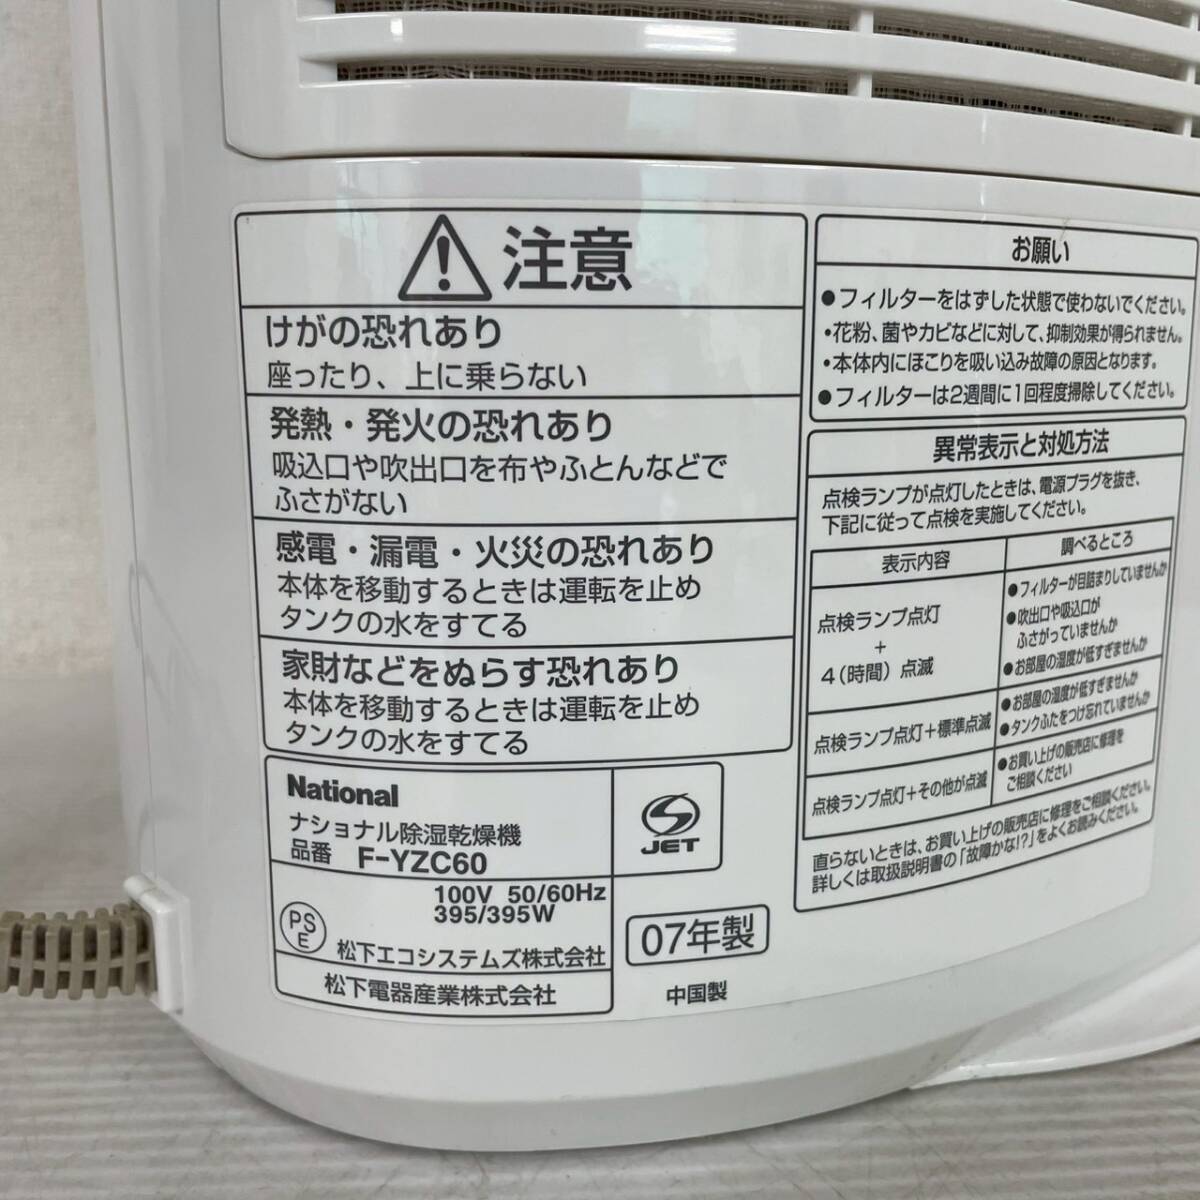 注意
けがの恐れあり
座ったり、上に乗らない
発熱・発火の恐れあり
吸込口や吹出口を布やふとんなどで
ふさがない
感電・漏電・火災の恐れあり
本体を移動するときは運転を止め
タンクの水をすてる
家財などをぬらす恐れあり
本体を移動するときは運転を止め
タンクの水をすてる
National
ナショナル除湿乾燥機
品番 F-YZC60
100V 50/60Hz
395/395W
PS
E
松下エコシステムズ株式会社
松下電器産業株式会社
S
JET
07年製
中国製
お願い
●フィルターをはずした状態で使わないでください。
・花粉、菌やカビなどに対して、抑制効果が得られません。
・本体内にほこりを吸い込み故障の原因となります。
●フィルターは2週間に1回程度掃除してください。
異常表示と対処方法
点検ランプが点灯したときは、電源プラグを抜き、
下記に従って点検を実施してください。
表示内容
調べるところ
点検ランプ点灯
+
4(時間)点滅
●フィルターが目詰まりしていませんか
●吹出口や吸込口が
ふさがっていませんか
●お部屋の温度が低すぎませんか
点検ランプ点灯+標準点滅
●お部屋の湿度が低すぎませんか
●タンクふたをつけ忘れていませんか
点検ランプ点灯+その他が点滅
●お買い上げの販売店に修理を
ご相談ください
直らないときは、お買い上げの販売店に修理をご相談ください。
詳しくは取扱説明書の「故障かな!?」をよくお読みください。